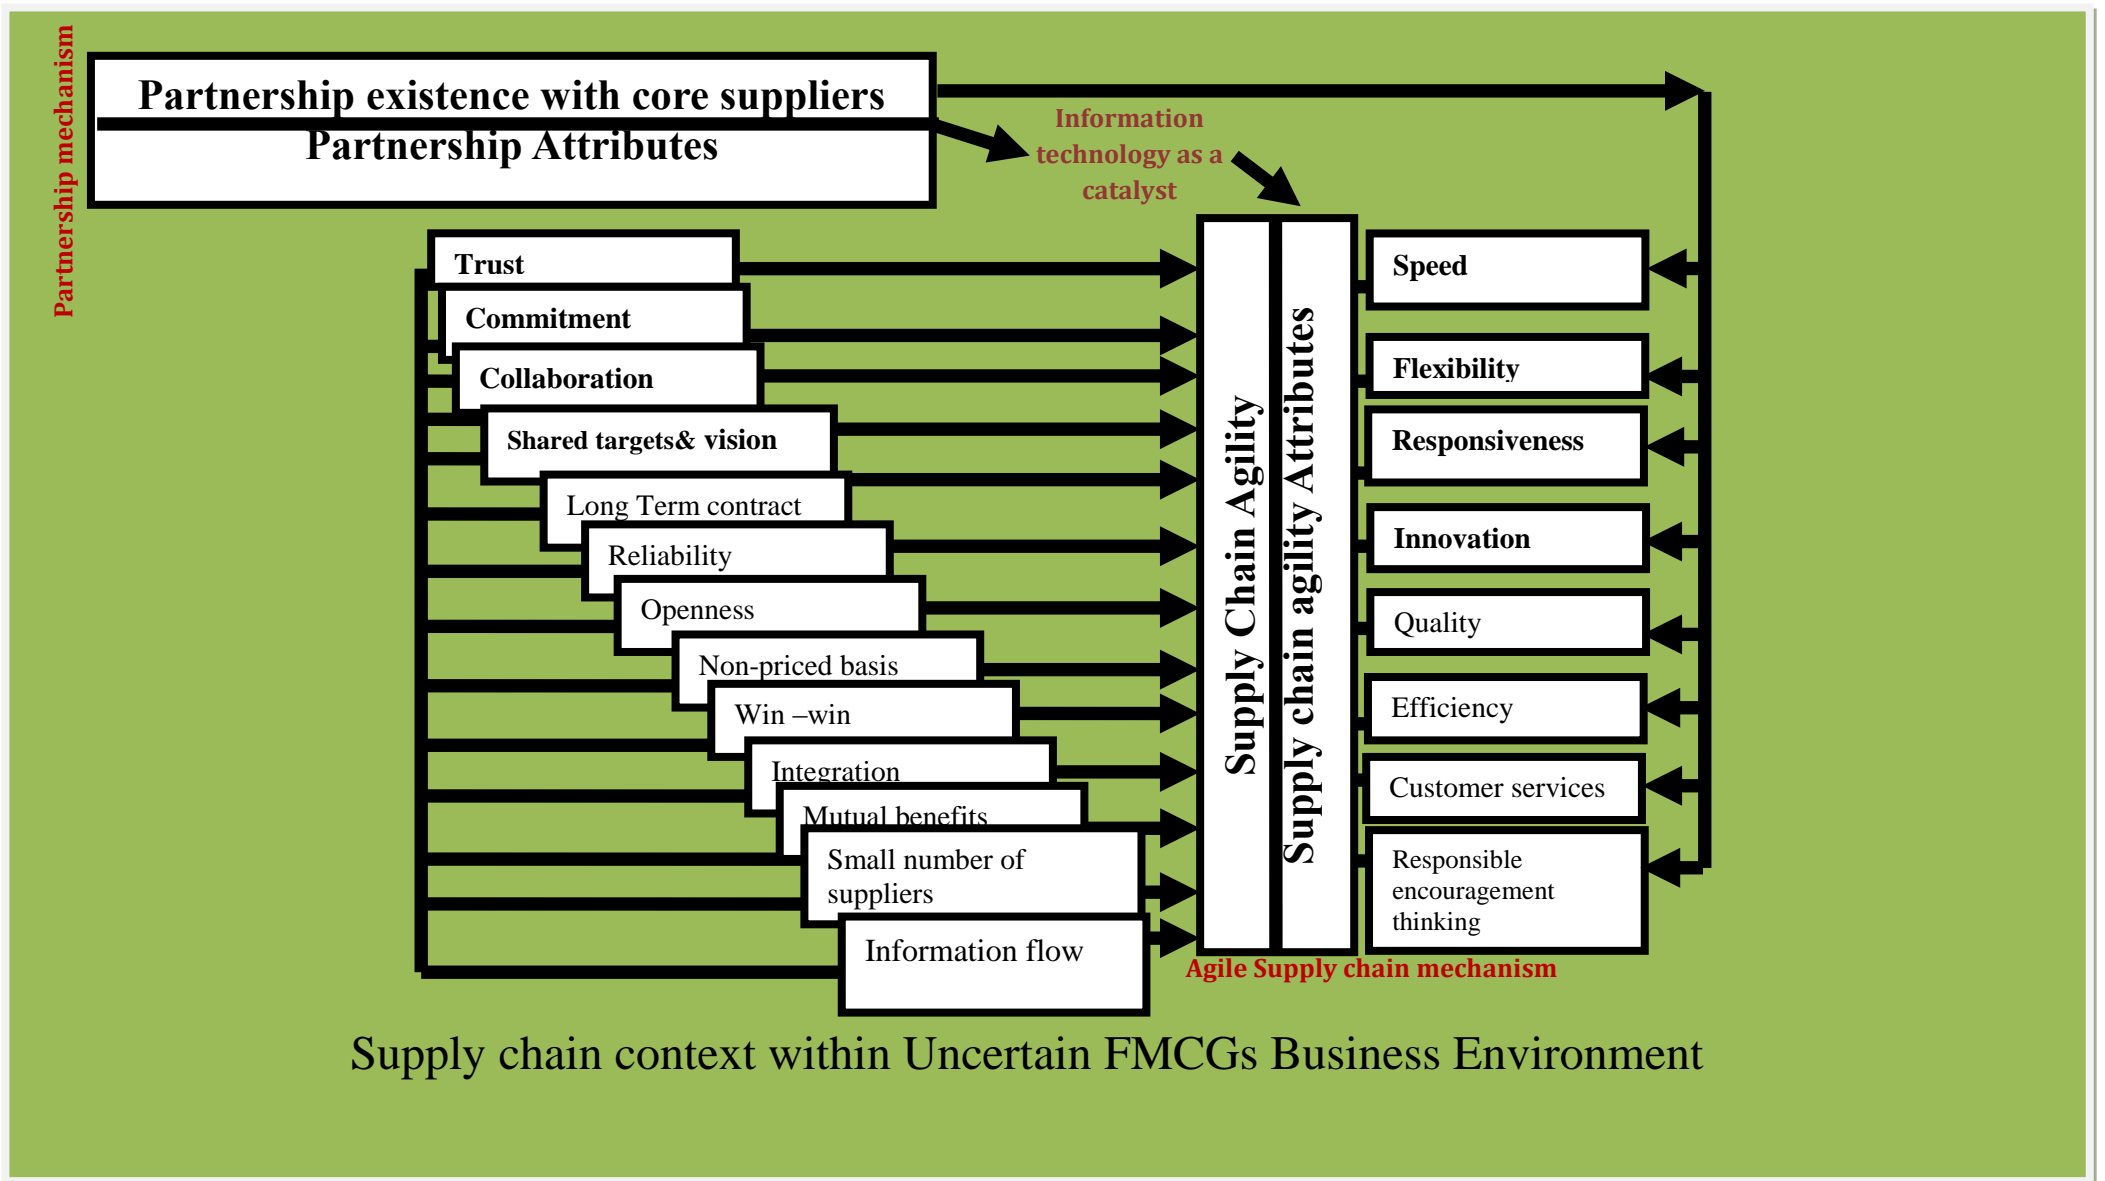 Partnership mechanism
Partnership existence with core suppliers
Partnership Attributes
Information
technology as a
catalyst
Trust
Commitment
Collaboration
Shared targets& vision
Long Term contract
Reliability
Openness
Non-priced basis
Win –win
Integration
Mutual benefits
Small number of
suppliers
Information flow
Supply Chain Agility
Supply chain agility Attributes
Speed
Flexibility
Responsiveness
Innovation
Quality
Efficiency
Customer services
Responsible
encouragement
thinking
Agile Supply chain mechanism
Supply chain context within Uncertain FMCGs Business Environment